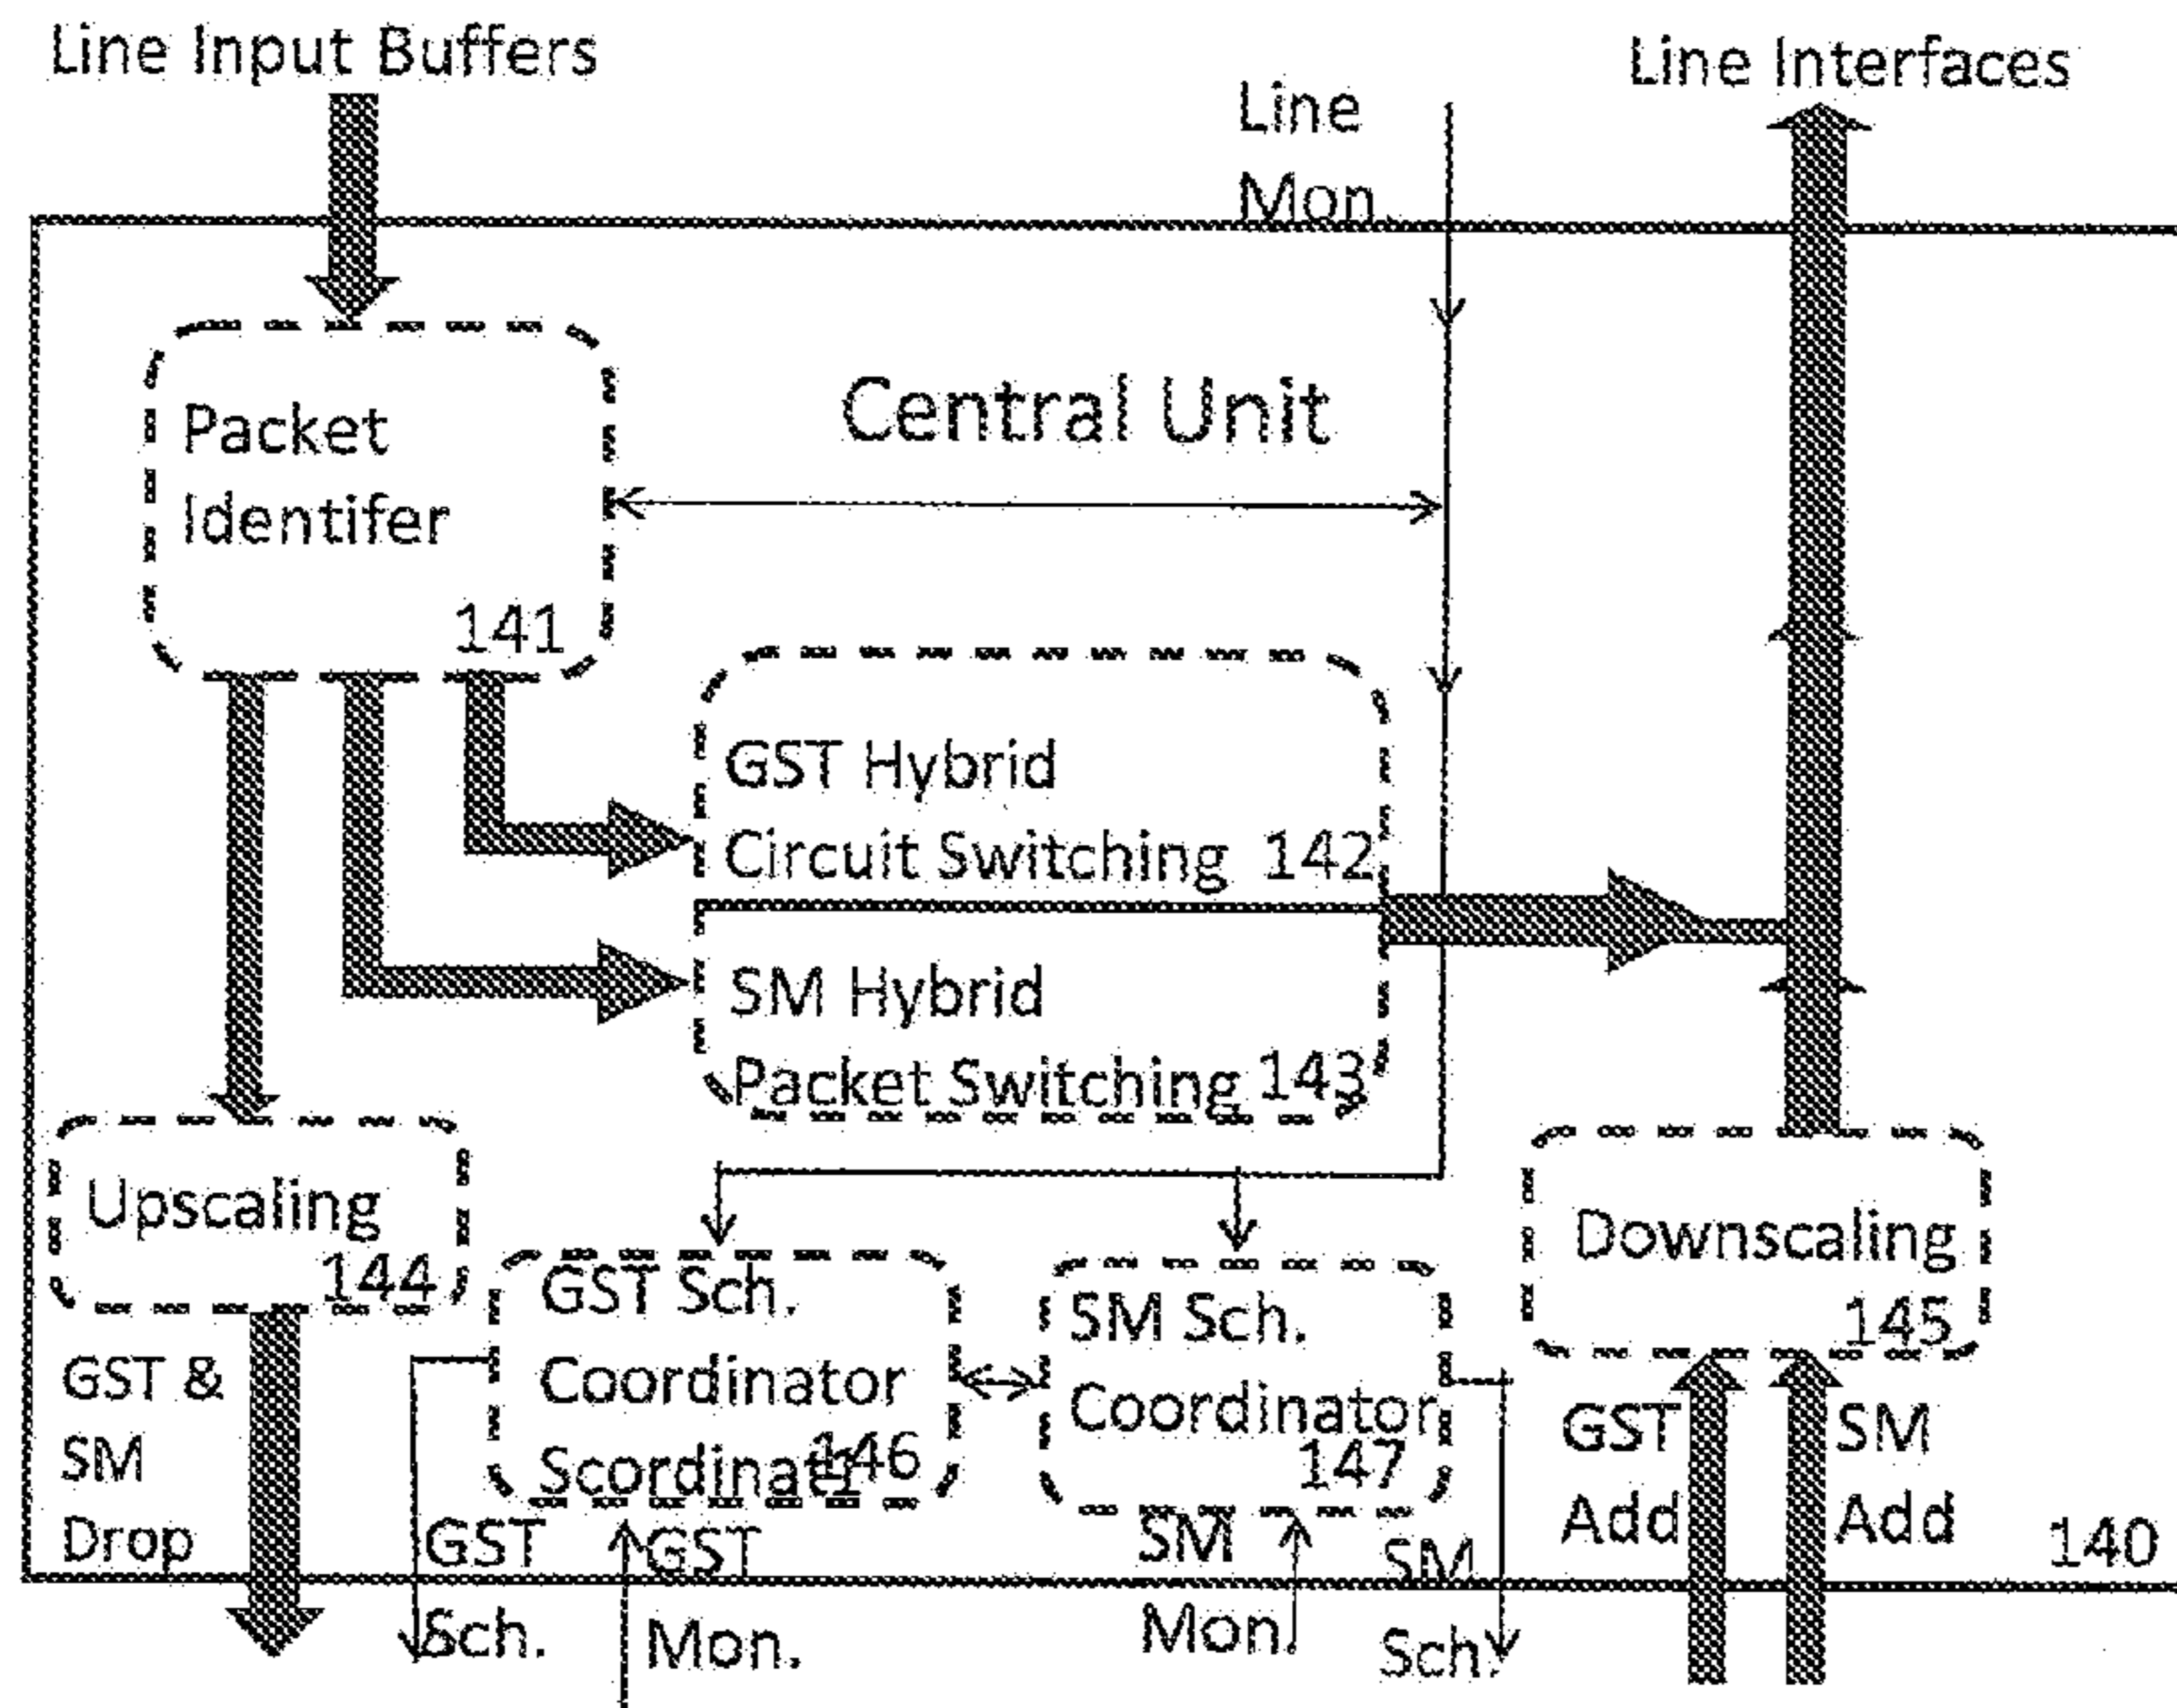 Line Input Buffers
Line Interfaces
Line
Mon.
Central Unit
Packet
Identifer
141
GST Hybrid
Circuit Switching 142
SM Hybrid
Packet Switching 143
Upscaling
144
Downscaling
145
GST Sch.
Coordinator
Scordinati
146
SM Sch.
Coordinator
147
GST &
SM
Drop
GST
Sch.
GST
Mon.
SM
Mon.
SM
Sch.
GST
Add
SM
Add
140